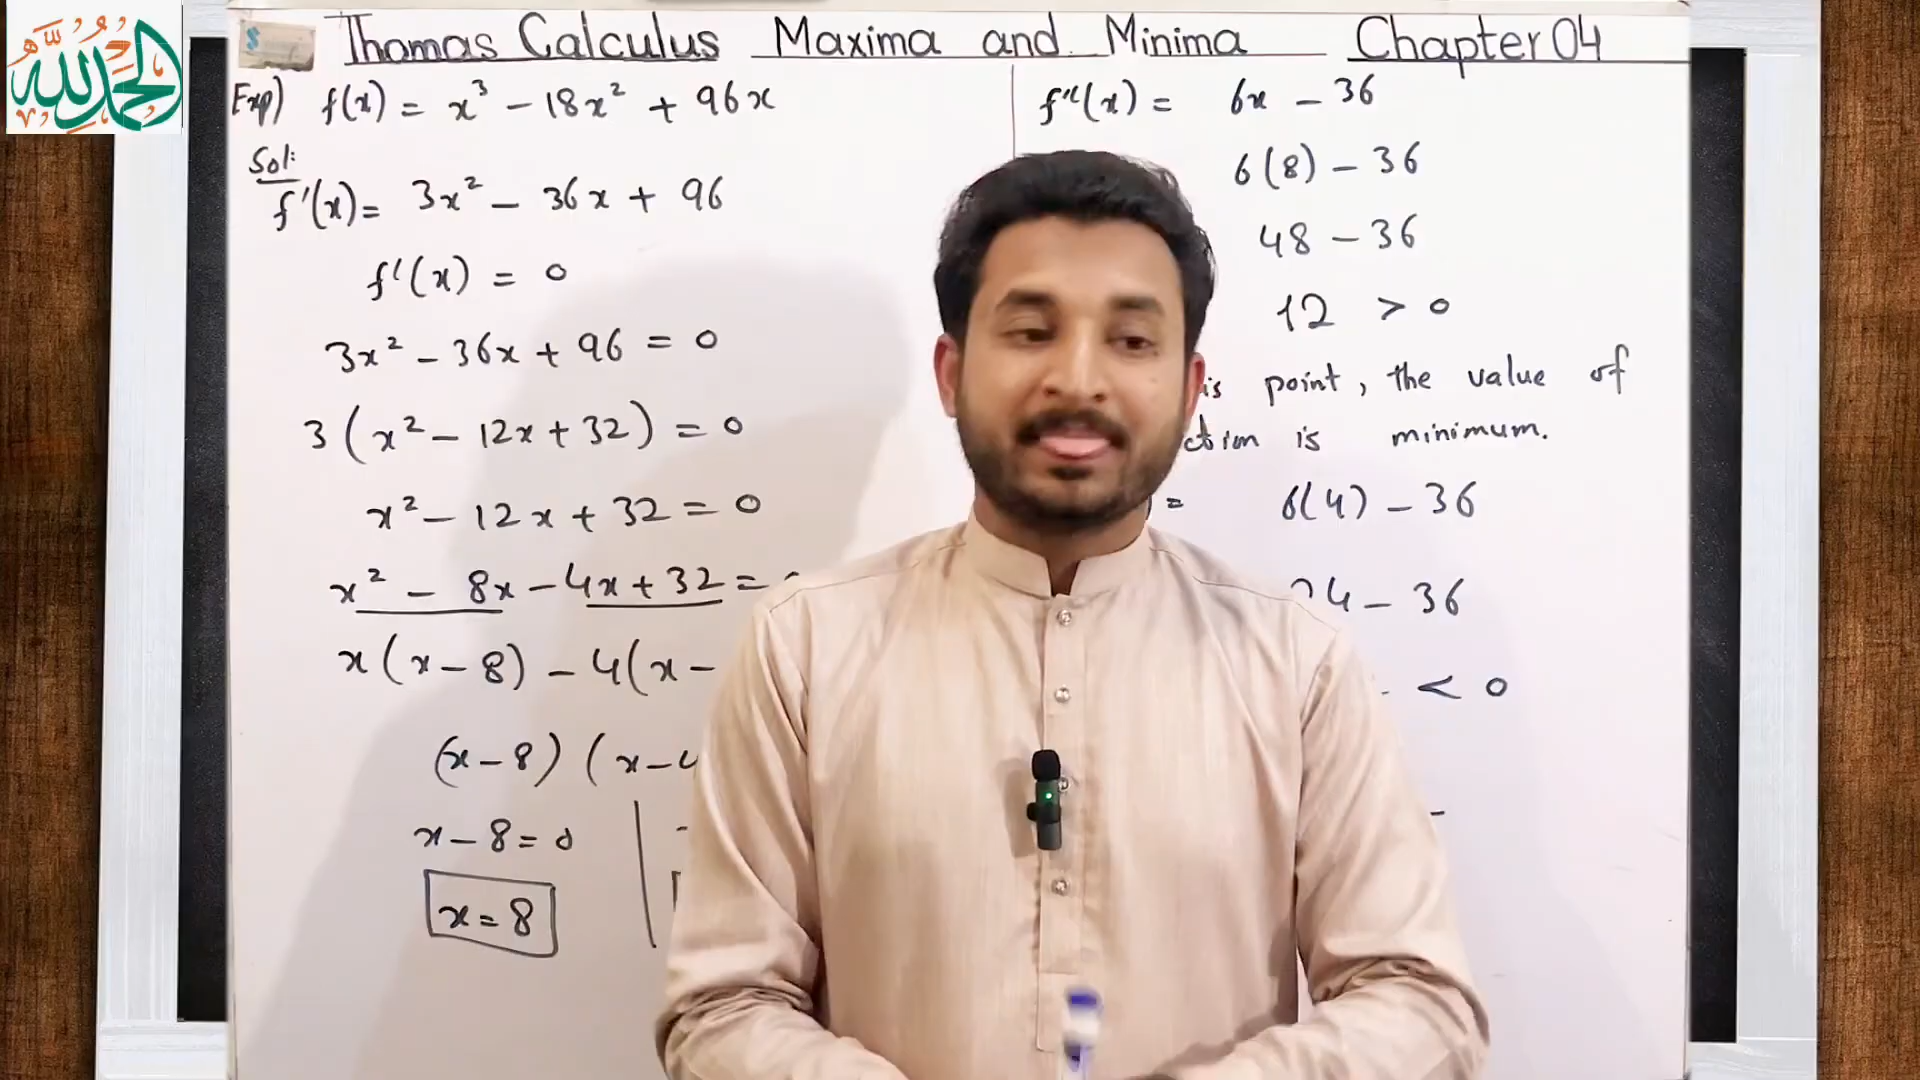 الحمد لله
Thomas Calculus Maxima and Minima Chapter 04
Exp) f(x) = x³ - 18x² + 96x
Sol:
f'(x) = 3x² - 36x + 96
f'(x) = 0
3x² - 36x + 96 = 0
3(x² - 12x + 32) = 0
x² - 12x + 32 = 0
x² - 8x - 4x + 32 =
x(x - 8) - 4(x -
(x - 8)(x - 4
x - 8 = 0
x = 8
f''(x) = 6x - 36
6(8) - 36
48 - 36
12 > 0
point, the value of
is minimum.
= 6(4) - 36
24 - 36
< 0